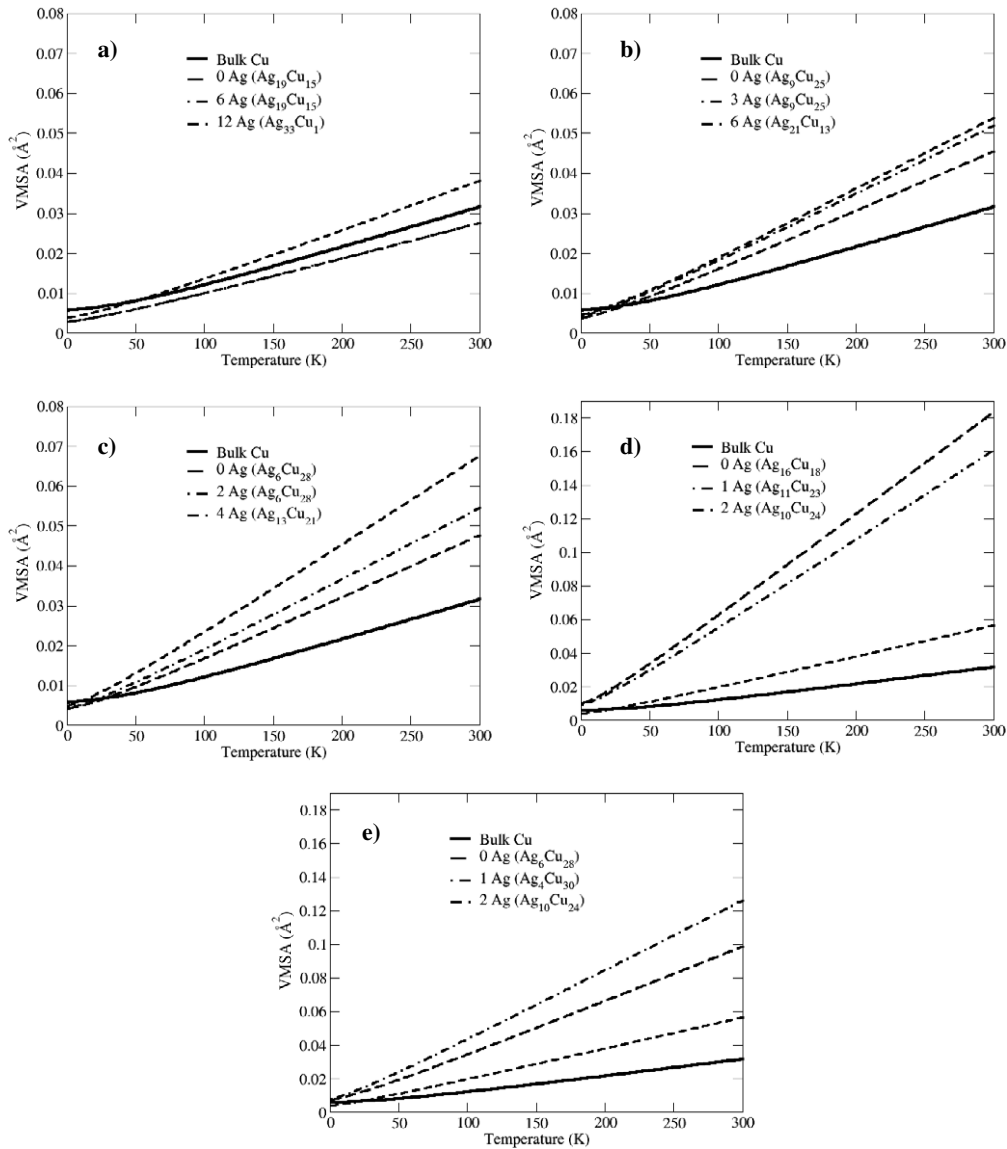 a)
Bulk Cu
0 Ag (Ag₁₉Cu₁₅)
6 Ag (Ag₁₉Cu₁₅)
12 Ag (Ag₃₃Cu₁)
VMSA (Å²)
0.08
0.07
0.06
0.05
0.04
0.03
0.02
0.01
0
0 50 100 150 200 250 300
Temperature (K)
b)
Bulk Cu
0 Ag (Ag₉Cu₂₅)
3 Ag (Ag₉Cu₂₅)
6 Ag (Ag₂₁Cu₁₃)
VMSA (Å²)
0.08
0.07
0.06
0.05
0.04
0.03
0.02
0.01
0
0 50 100 150 200 250 300
Temperature (K)
c)
Bulk Cu
0 Ag (Ag₆Cu₂₈)
2 Ag (Ag₆Cu₂₈)
4 Ag (Ag₁₃Cu₂₁)
VMSA (Å²)
0.08
0.07
0.06
0.05
0.04
0.03
0.02
0.01
0
0 50 100 150 200 250 300
Temperature (K)
d)
Bulk Cu
0 Ag (Ag₁₆Cu₁₈)
1 Ag (Ag₁₁Cu₂₃)
2 Ag (Ag₁₀Cu₂₄)
VMSA (Å²)
0.18
0.16
0.14
0.12
0.1
0.08
0.06
0.04
0.02
0
0 50 100 150 200 250 300
Temperature (K)
e)
Bulk Cu
0 Ag (Ag₆Cu₂₈)
1 Ag (Ag₄Cu₃₀)
2 Ag (Ag₁₀Cu₂₄)
VMSA (Å²)
0.18
0.16
0.14
0.12
0.1
0.08
0.06
0.04
0.02
0
0 50 100 150 200 250 300
Temperature (K)